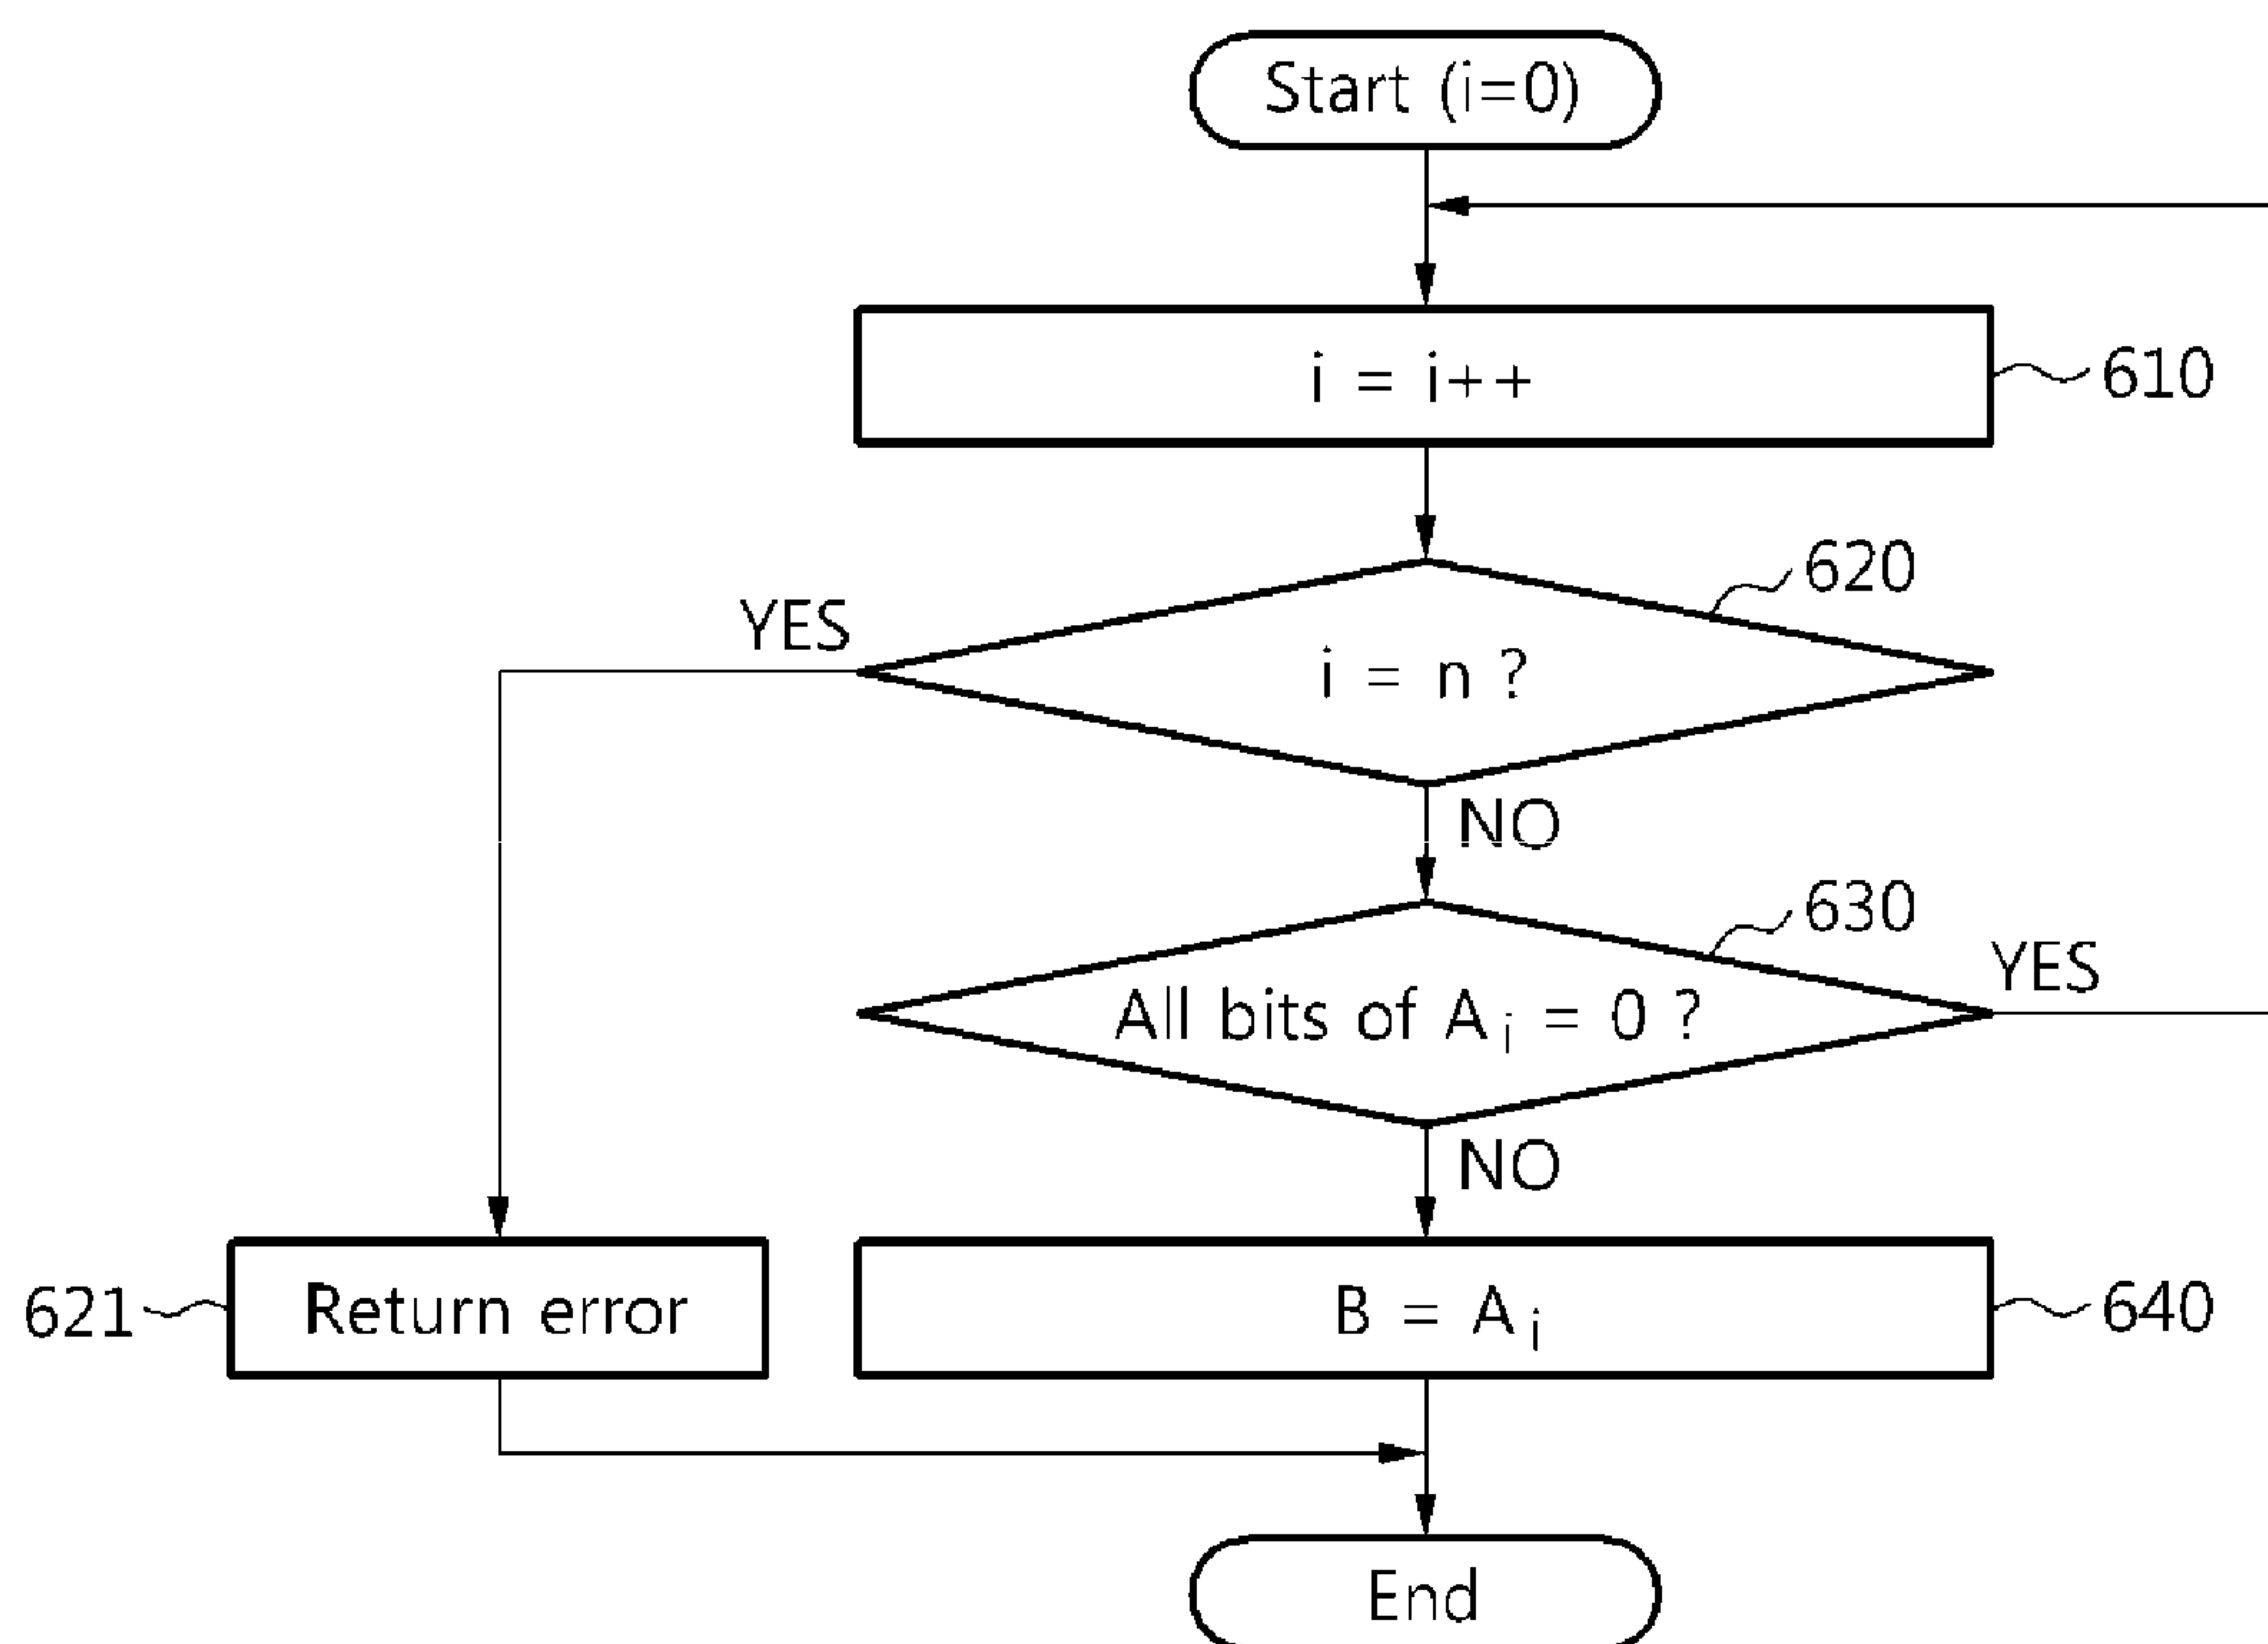 Start (i=0)
i = i++
610
620
YES
i = n ?
NO
630
YES
All bits of A i = 0 ?
NO
621
Return error
B = A i
640
End